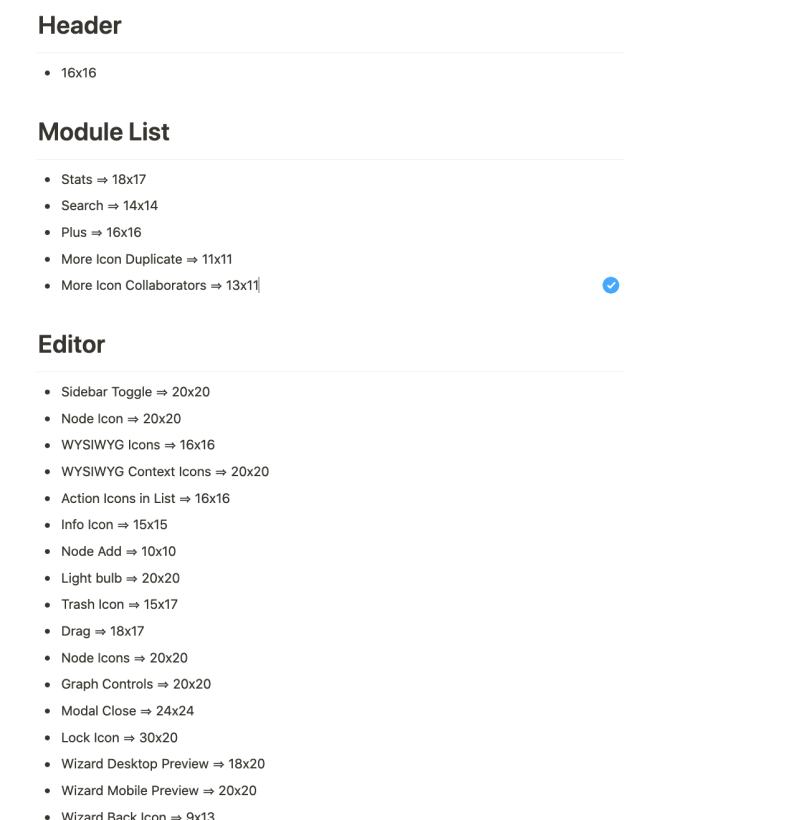 Header
• 16x16
Module List
• Stats ⇒ 18x17
• Search ⇒ 14x14
• Plus ⇒ 16x16
• More Icon Duplicate ⇒ 11x11
• More Icon Collaborators ⇒ 13x11
Editor
• Sidebar Toggle ⇒ 20x20
• Node Icon ⇒ 20x20
• WYSIWYG Icons ⇒ 16x16
• WYSIWYG Context Icons ⇒ 20x20
• Action Icons in List ⇒ 16x16
• Info Icon ⇒ 15x15
• Node Add ⇒ 10x10
• Light bulb ⇒ 20x20
• Trash Icon ⇒ 15x17
• Drag ⇒ 18x17
• Node Icons ⇒ 20x20
• Graph Controls ⇒ 20x20
• Modal Close ⇒ 24x24
• Lock Icon ⇒ 30x20
• Wizard Desktop Preview ⇒ 18x20
• Wizard Mobile Preview ⇒ 20x20
• Wizard Back Icon ⇒ 9x13